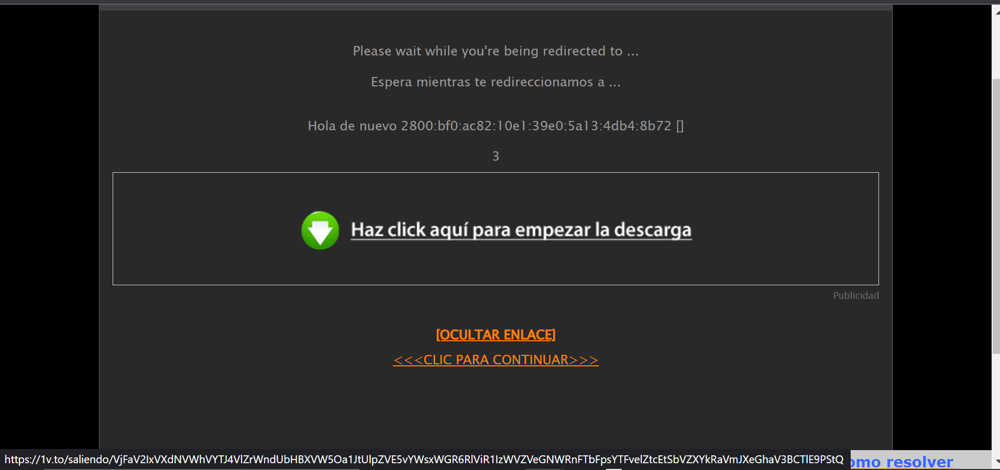 Please wait while you're being redirected to ...
Espera mientras te redireccionamos a ...
Hola de nuevo 2800:bf0:ac82:10e1:39e0:5a13:4db4:8b72 []
3
Haz click aquí para empezar la descarga
Publicidad
[OCULTAR ENLACE]
<<<CLIC PARA CONTINUAR>>>
https://1v.to/saliendo/VjFaV2IxVXdNVWhVYTJ4VlZrWndUbHBXVW5Oa1JtUlpZVE5vYWsxWGR6RlViR1IzWVZVeGNWRnFTbFpsYTFvelZtcEtSbVZXYkRaVmJXeGhaV3BCTlE9PStQ
omo resolver